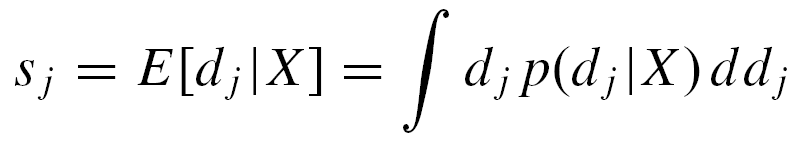 s_j = E[d_j|X] = ∫ d_j p(d_j|X) dd_j